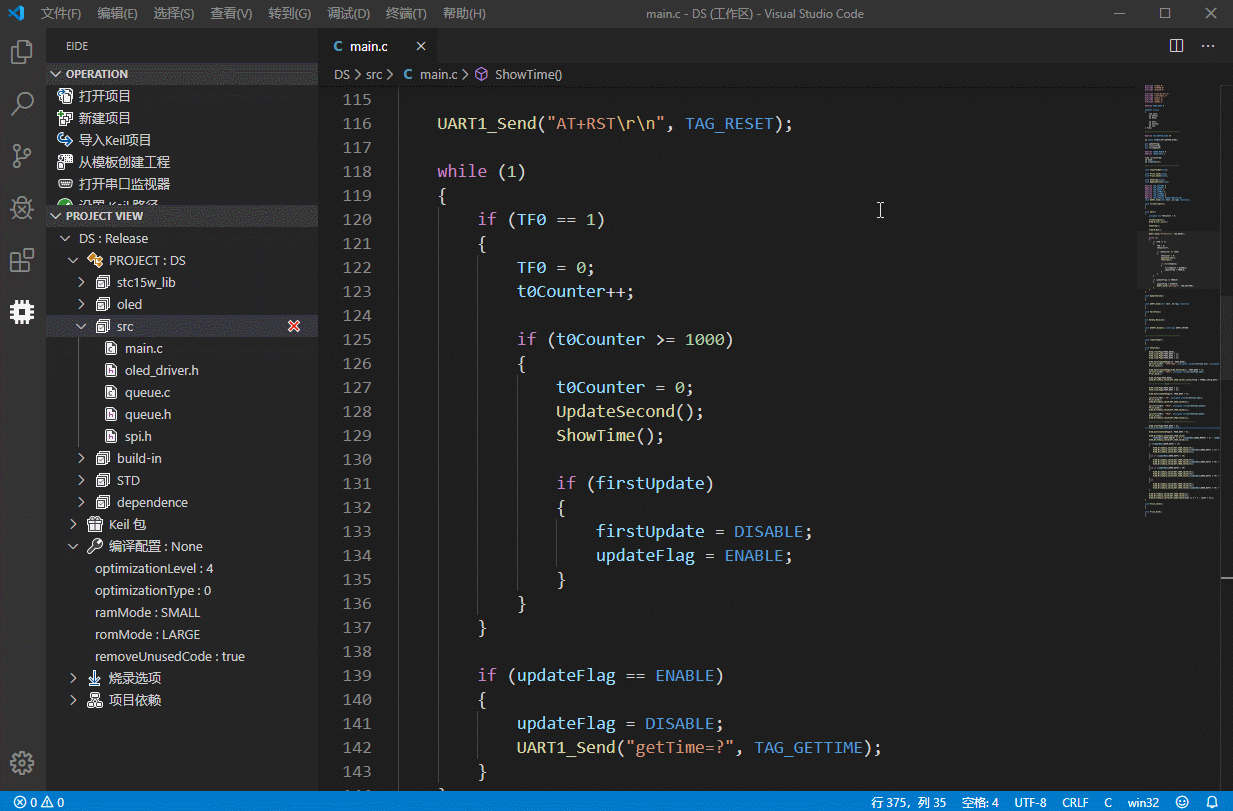 文件(F) 编辑(E) 选择(S) 查看(V) 转到(G) 调试(D) 终端(T) 帮助(H) main.c - DS (工作区) - Visual Studio Code
EIDE
OPERATION
打开项目
新建项目
导入Keil项目
从模板创建工程
打开串口监视器
设置 Keil 路径
PROJECT VIEW
DS : Release
PROJECT : DS
stc15w_lib
oled
src
main.c
oled_driver.h
queue.c
queue.h
spi.h
build-in
STD
dependence
Keil 包
编译配置 : None
optimizationLevel : 4
optimizationType : 0
ramMode : SMALL
romMode : LARGE
removeUnusedCode : true
烧录选项
项目依赖
C main.c ×
DS > src > C main.c > ShowTime()
115
116 UART1_Send("AT+RST\r\n", TAG_RESET);
117
118 while (1)
119 {
120 if (TF0 == 1)
121 {
122 TF0 = 0;
123 t0Counter++;
124
125 if (t0Counter >= 1000)
126 {
127 t0Counter = 0;
128 UpdateSecond();
129 ShowTime();
130
131 if (firstUpdate)
132 {
133 firstUpdate = DISABLE;
134 updateFlag = ENABLE;
135 }
136 }
137 }
138
139 if (updateFlag == ENABLE)
140 {
141 updateFlag = DISABLE;
142 UART1_Send("getTime=?", TAG_GETTIME);
143 }
0 0 行 375，列 35 空格: 4 UTF-8 CRLF C win32